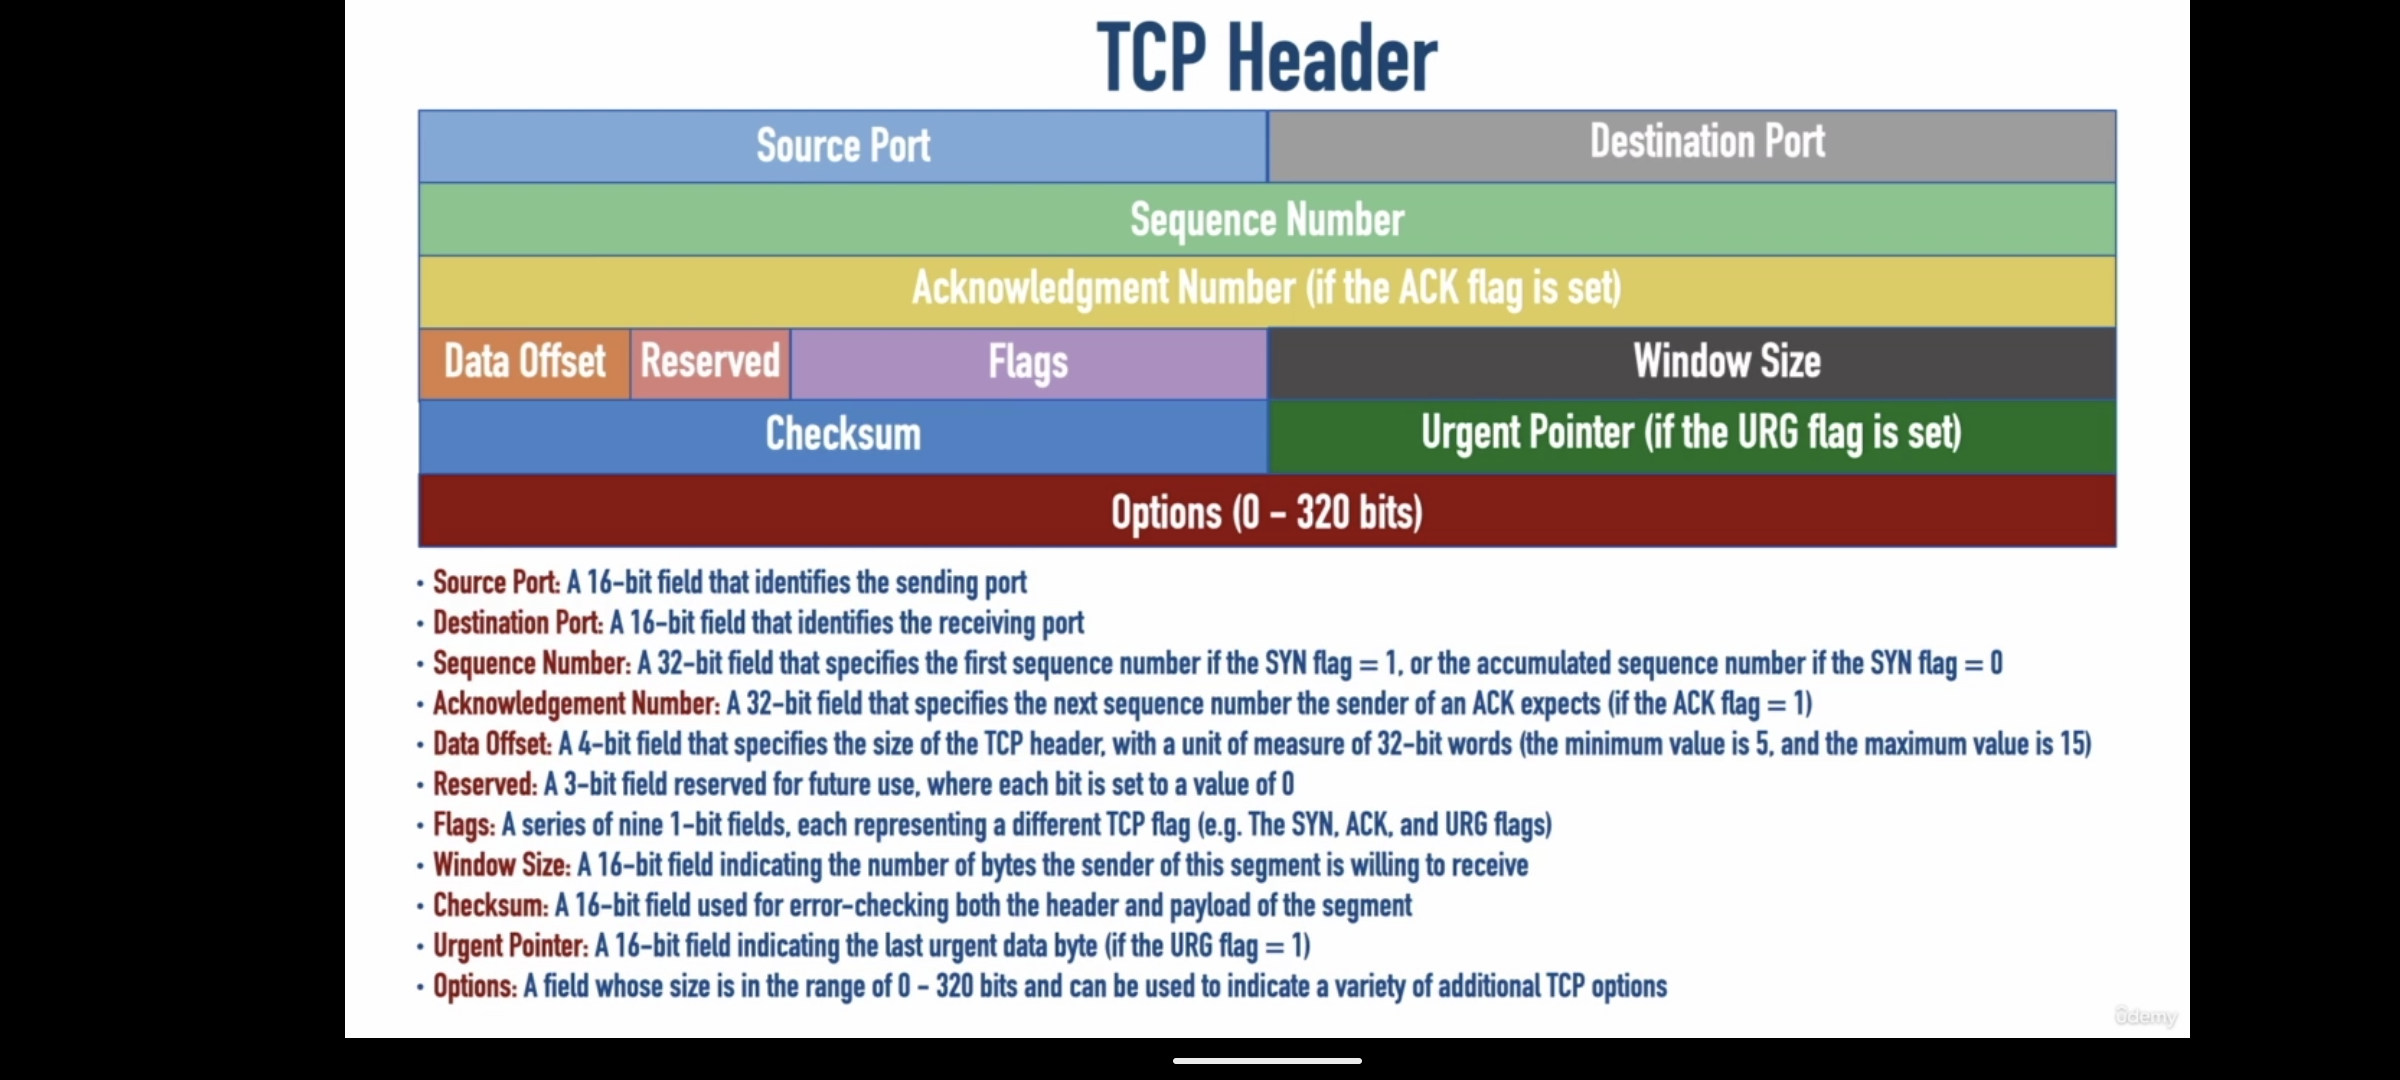 TCP Header
Source Port
Destination Port
Sequence Number
Acknowledgment Number (if the ACK flag is set)
Data Offset
Reserved
Flags
Window Size
Checksum
Urgent Pointer (if the URG flag is set)
Options (0 – 320 bits)
• Source Port: A 16-bit field that identifies the sending port
• Destination Port: A 16-bit field that identifies the receiving port
• Sequence Number: A 32-bit field that specifies the first sequence number if the SYN flag = 1, or the accumulated sequence number if the SYN flag = 0
• Acknowledgement Number: A 32-bit field that specifies the next sequence number the sender of an ACK expects (if the ACK flag = 1)
• Data Offset: A 4-bit field that specifies the size of the TCP header, with a unit of measure of 32-bit words (the minimum value is 5, and the maximum value is 15)
• Reserved: A 3-bit field reserved for future use, where each bit is set to a value of 0
• Flags: A series of nine 1-bit fields, each representing a different TCP flag (e.g. The SYN, ACK, and URG flags)
• Window Size: A 16-bit field indicating the number of bytes the sender of this segment is willing to receive
• Checksum: A 16-bit field used for error-checking both the header and payload of the segment
• Urgent Pointer: A 16-bit field indicating the last urgent data byte (if the URG flag = 1)
• Options: A field whose size is in the range of 0 – 320 bits and can be used to indicate a variety of additional TCP options
ûdemy